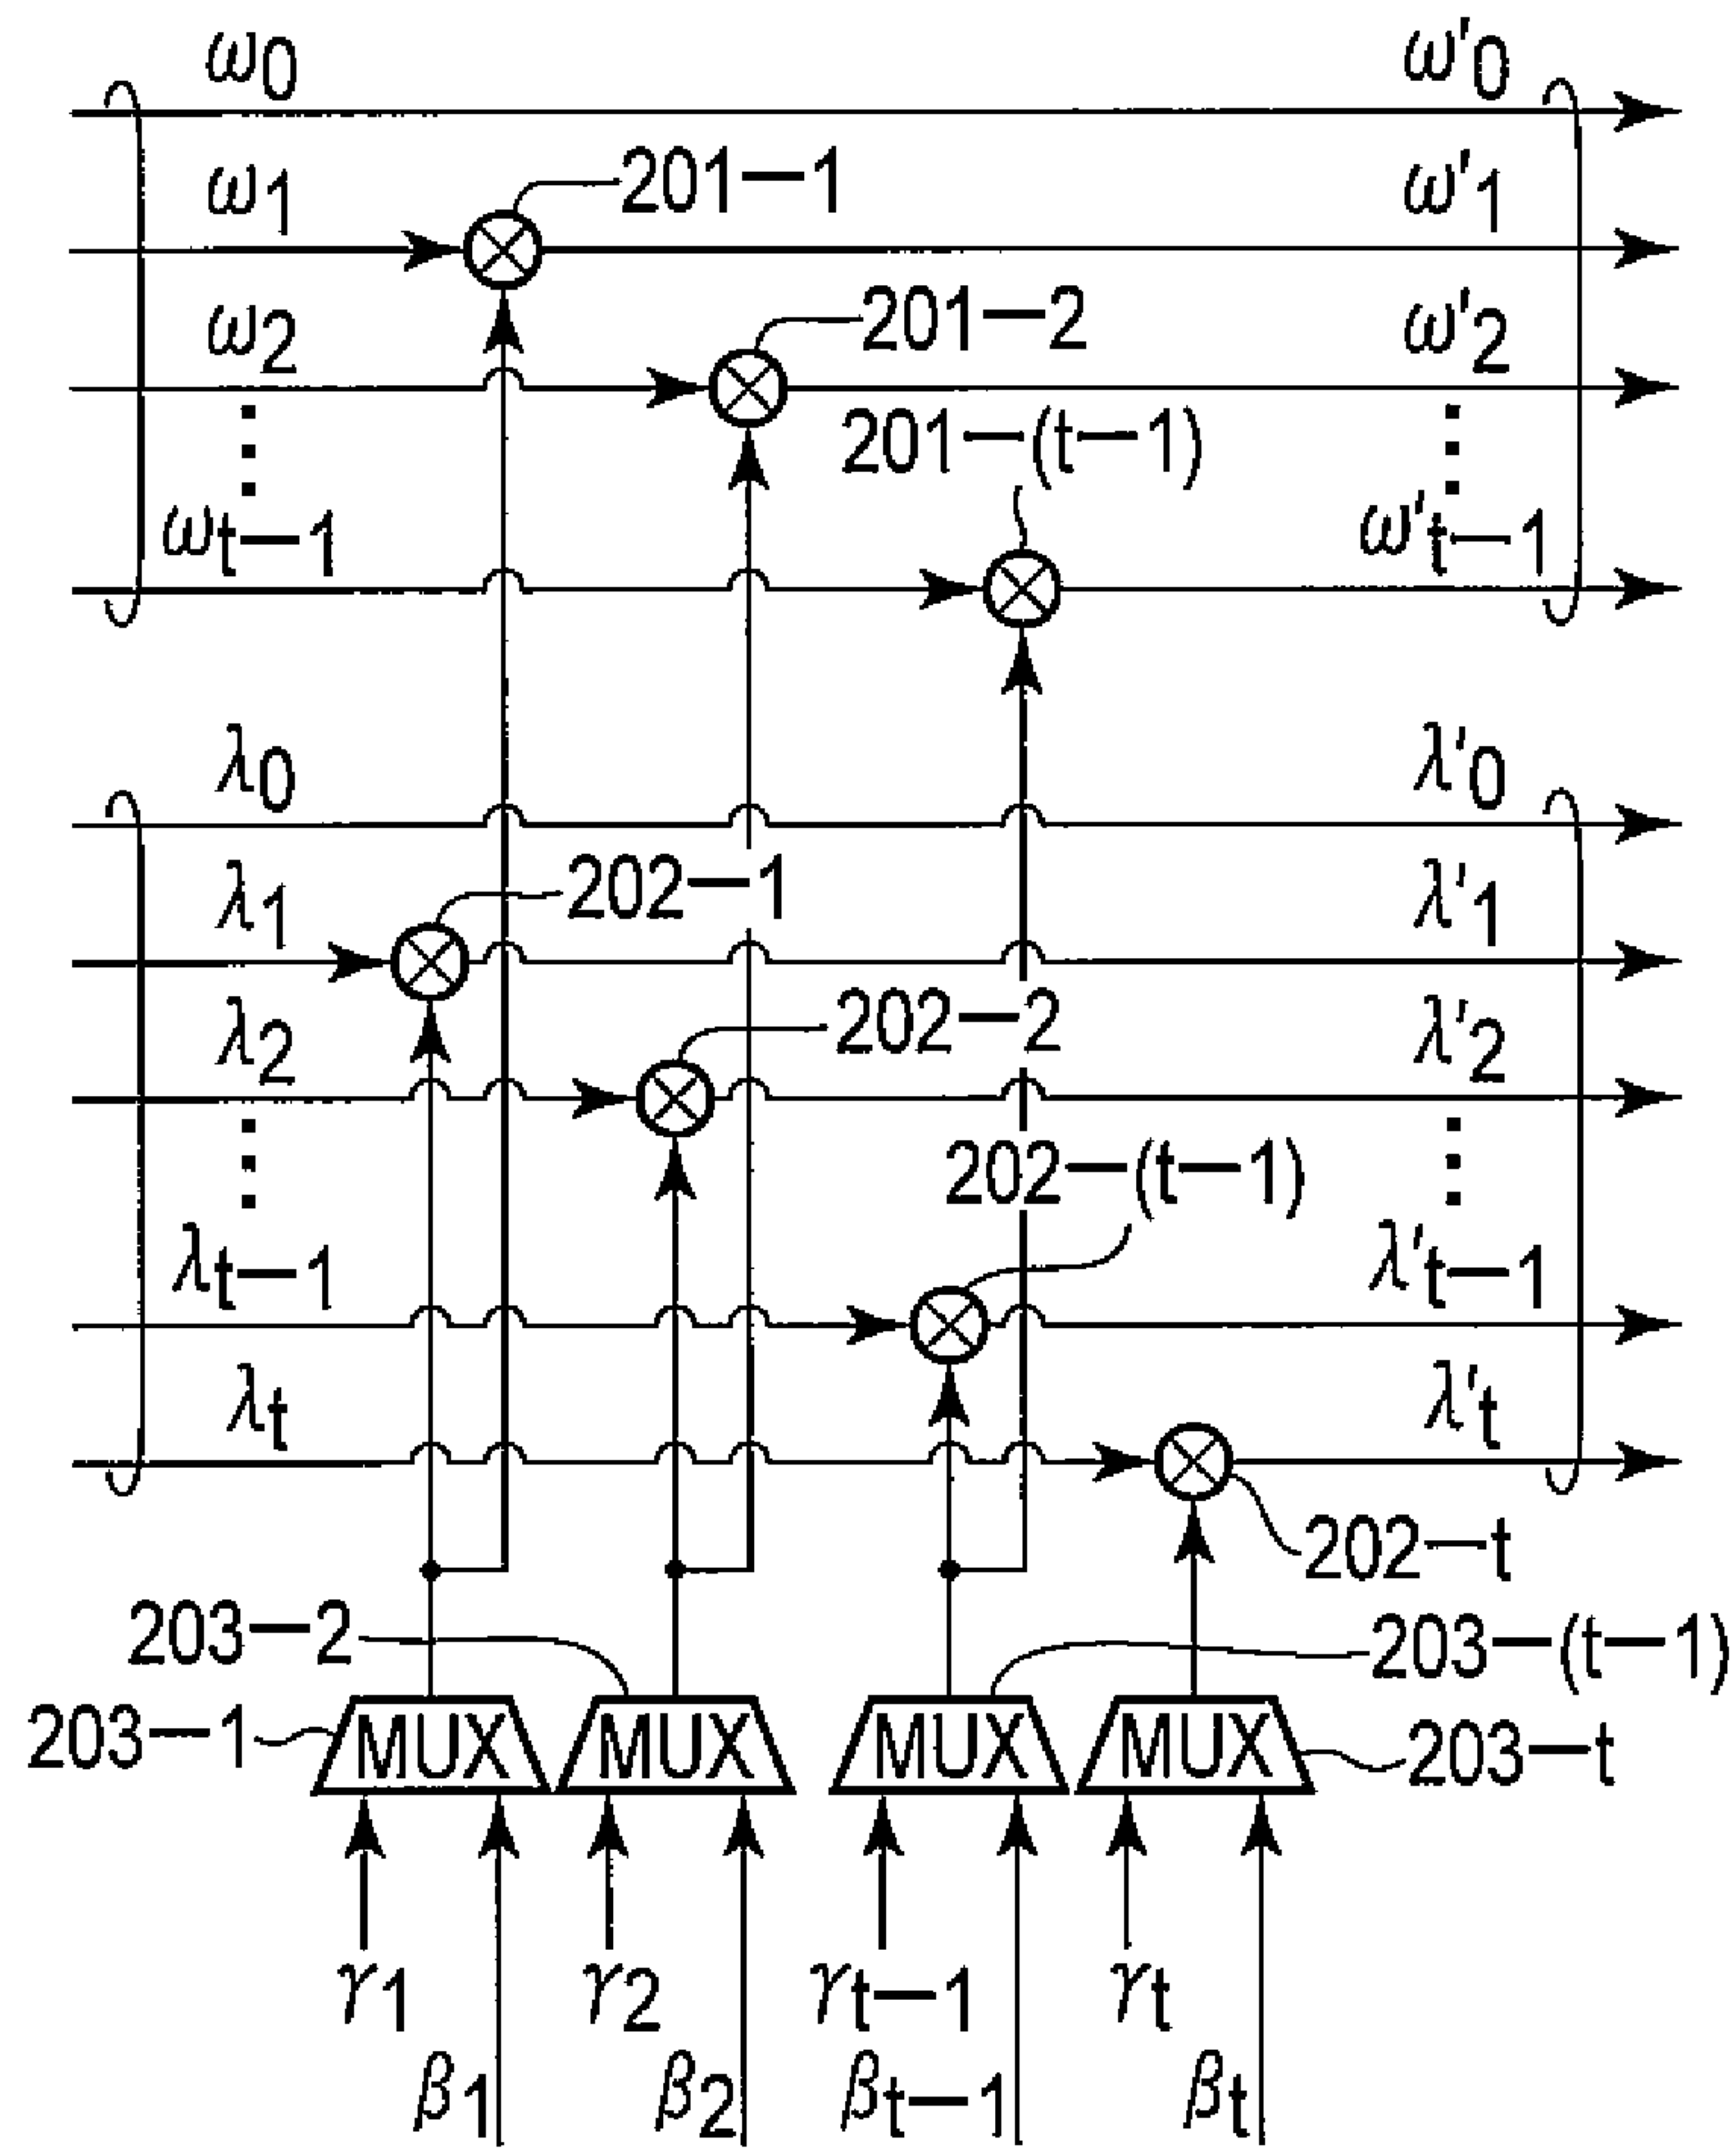 ω0 ω'0
ω1 201—1 ω'1
ω2 201—2 ω'2
201—(t—1)
ωt—1 ω't—1
λ0 λ'0
λ1 202—1 λ'1
λ2 202—2 λ'2
202—(t—1)
λt—1 λ't—1
λt λ't
202—t
203—2 203—(t—1)
203—1 MUX MUX MUX MUX 203—t
γ1 γ2 γt—1 γt
β1 β2 βt—1 βt